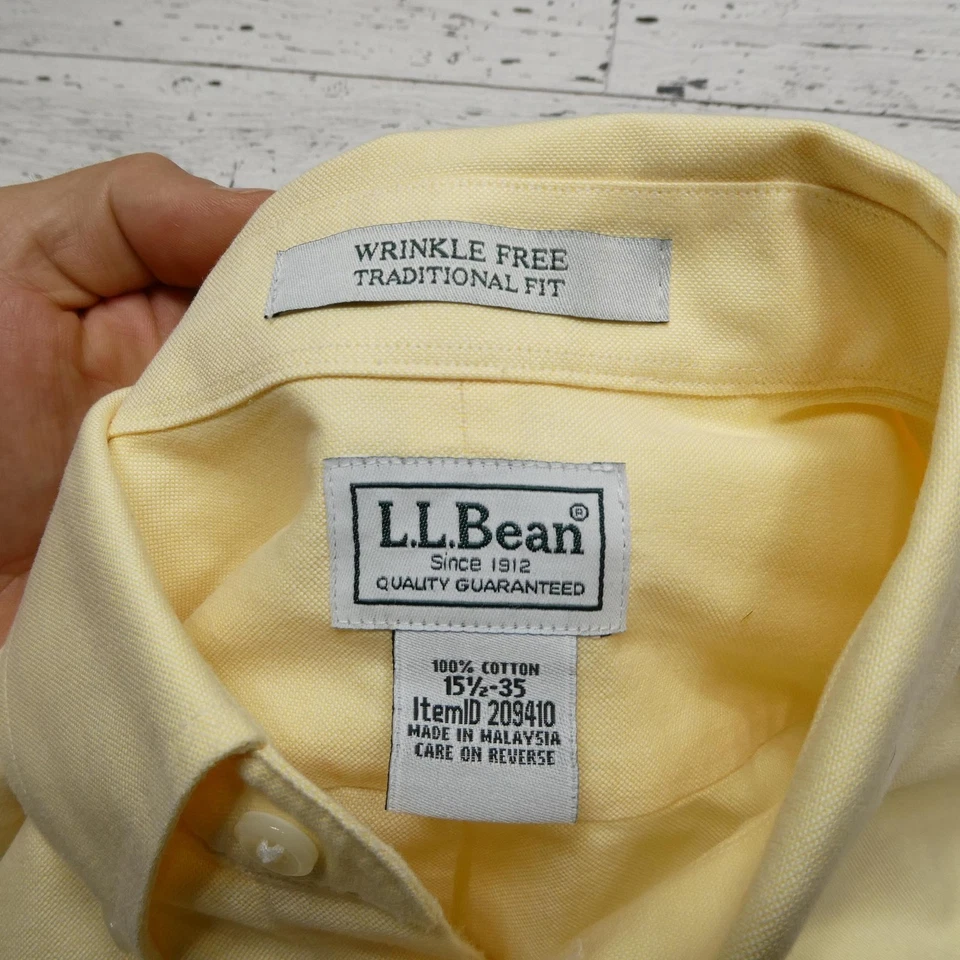 WRINKLE FREE
TRADITIONAL FIT
L.L.Bean®
Since 1912
QUALITY GUARANTEED
100% COTTON
15½-35
ItemID 209410
MADE IN MALAYSIA
CARE ON REVERSE